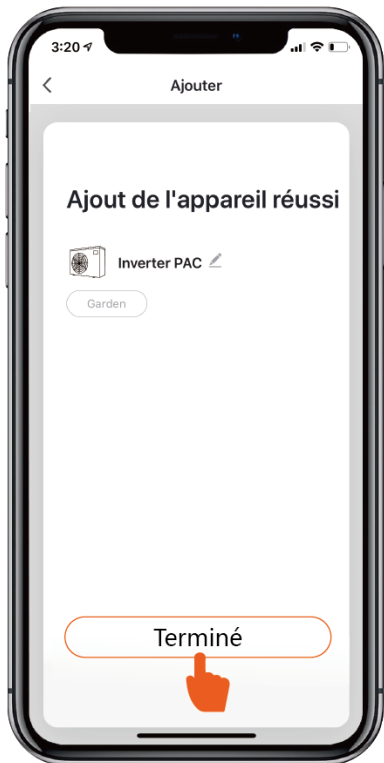 3:20
Ajouter
Ajout de l'appareil réussi
Inverter PAC
Garden
Terminé